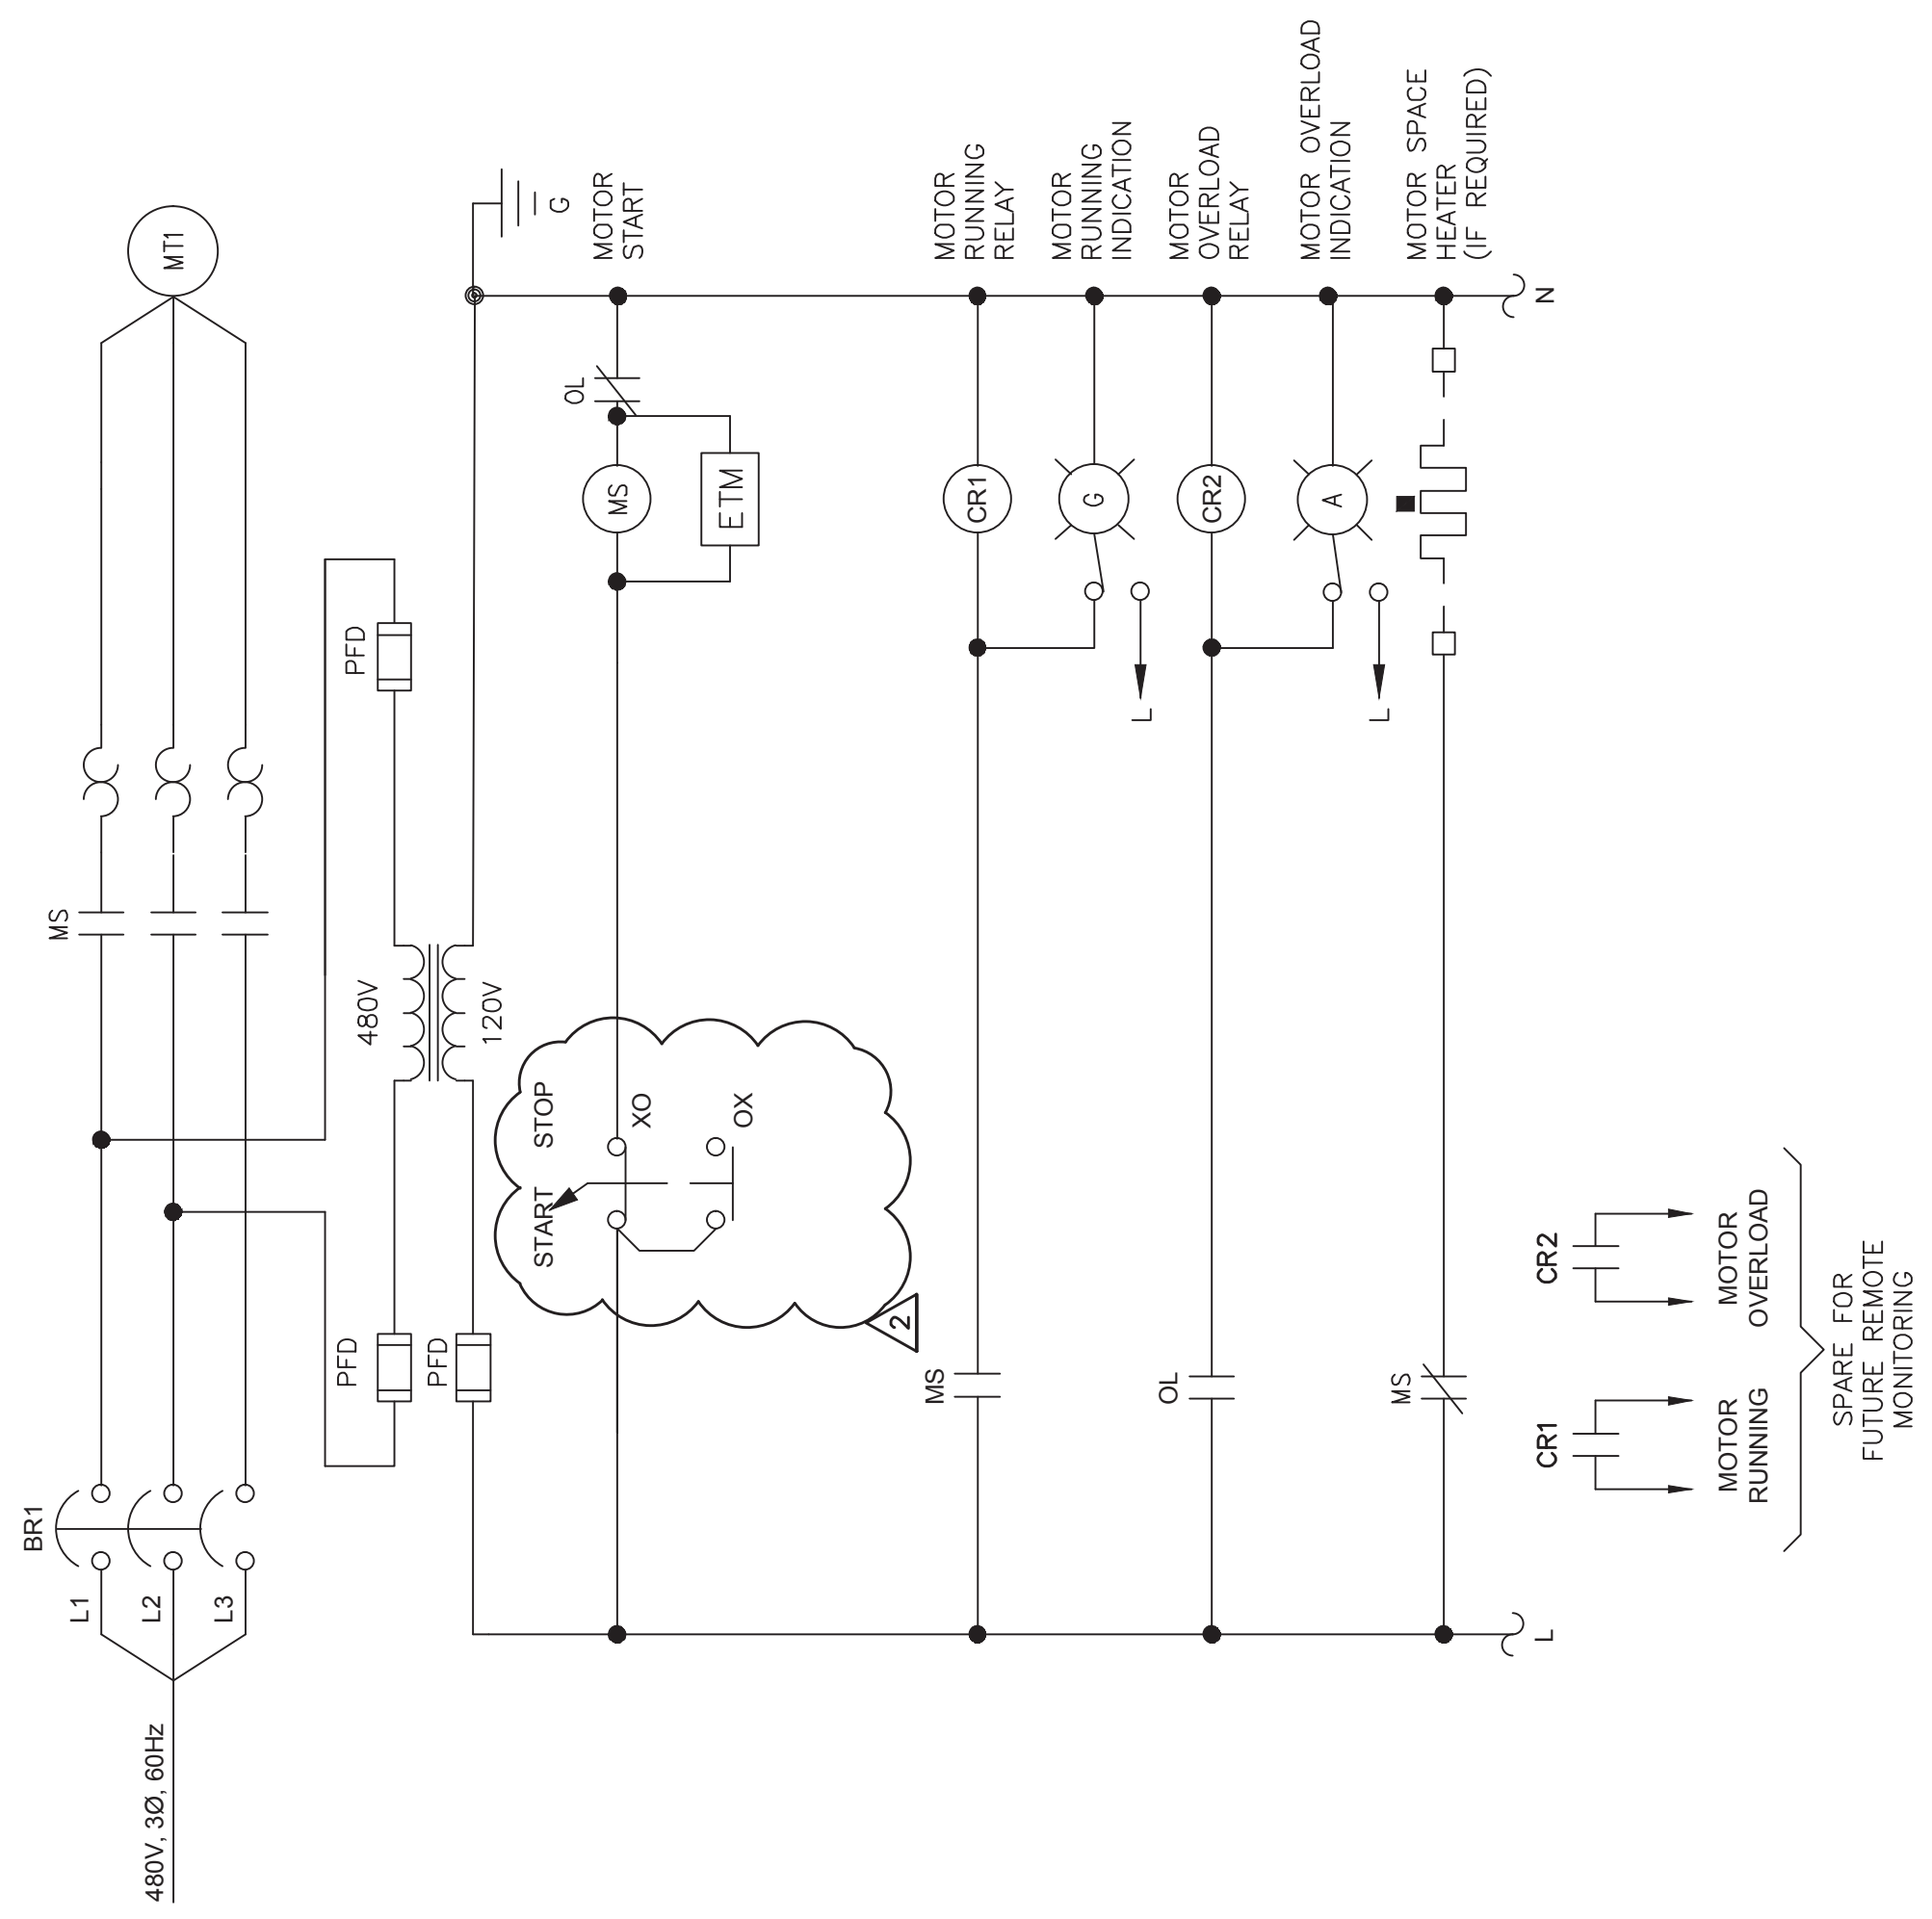 480V, 3Ø, 60Hz
L1
L2
L3
BR1
MS
MT1
PFD
PFD
PFD
480V
120V
G
START STOP
XO
OX
2
MS
ETM
OL
MOTOR
START
MS
CR1
MOTOR
RUNNING
RELAY
G
L
MOTOR
RUNNING
INDICATION
OL
CR2
MOTOR
OVERLOAD
RELAY
A
L
MOTOR OVERLOAD
INDICATION
MS
MOTOR SPACE
HEATER
(IF REQUIRED)
L
N
CR1
MOTOR
RUNNING
CR2
MOTOR
OVERLOAD
SPARE FOR
FUTURE REMOTE
MONITORING